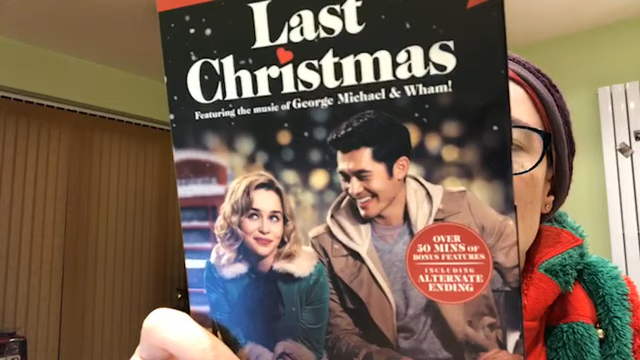 Last
Christmas
Featuring the music of George Michael & Wham!
OVER
50 MINS OF
BONUS FEATURES
INCLUDING
ALTERNATE
ENDING